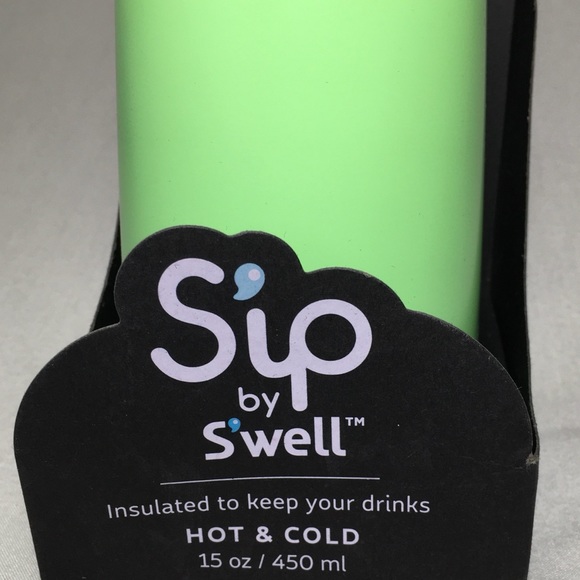 S'ip
by
S'well™
Insulated to keep your drinks
HOT & COLD
15 oz / 450 ml